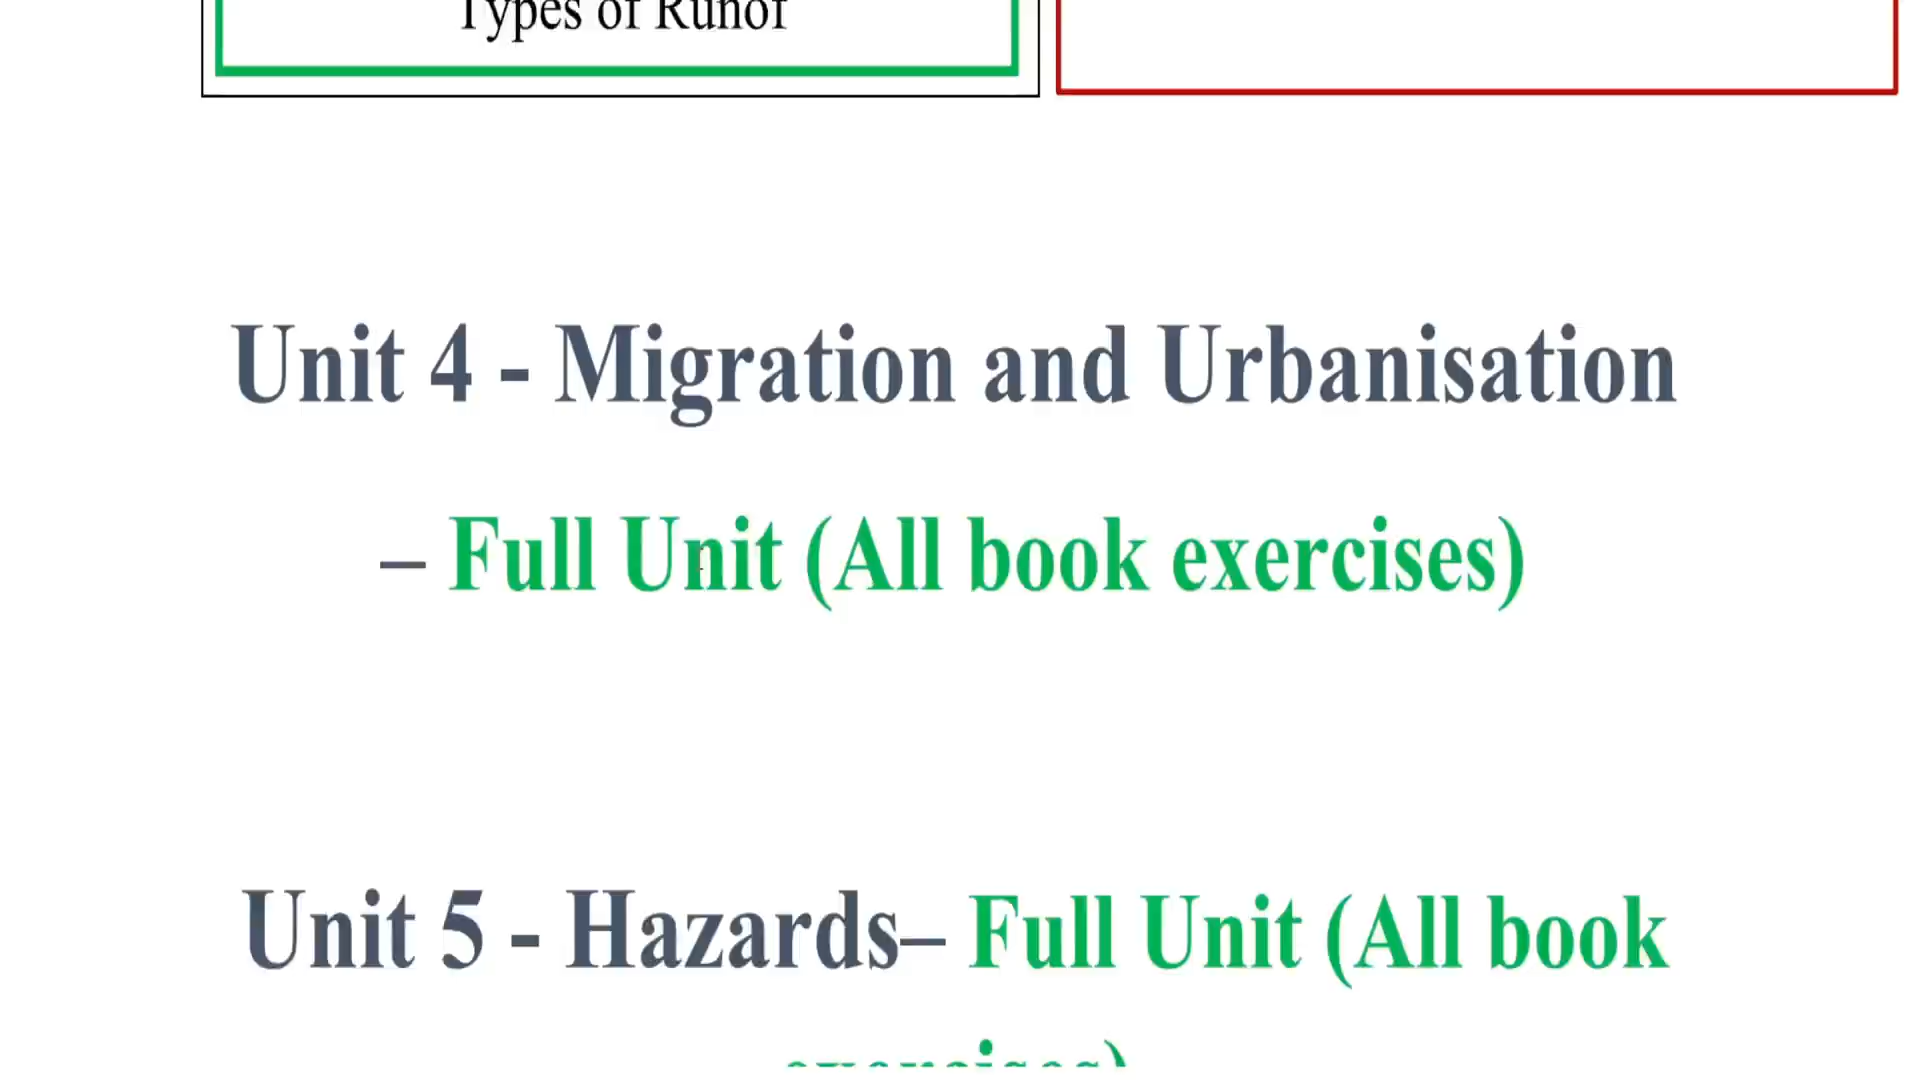 Types of Runof
Unit 4 - Migration and Urbanisation
– Full Unit (All book exercises)
Unit 5 - Hazards– Full Unit (All book
exercises)